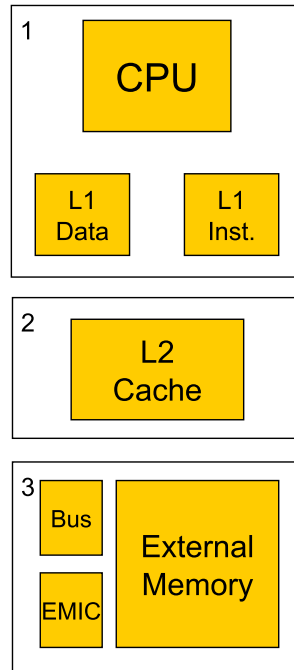 1
CPU
L1
Data
L1
Inst.
2
L2
Cache
3
Bus
EMIC
External
Memory